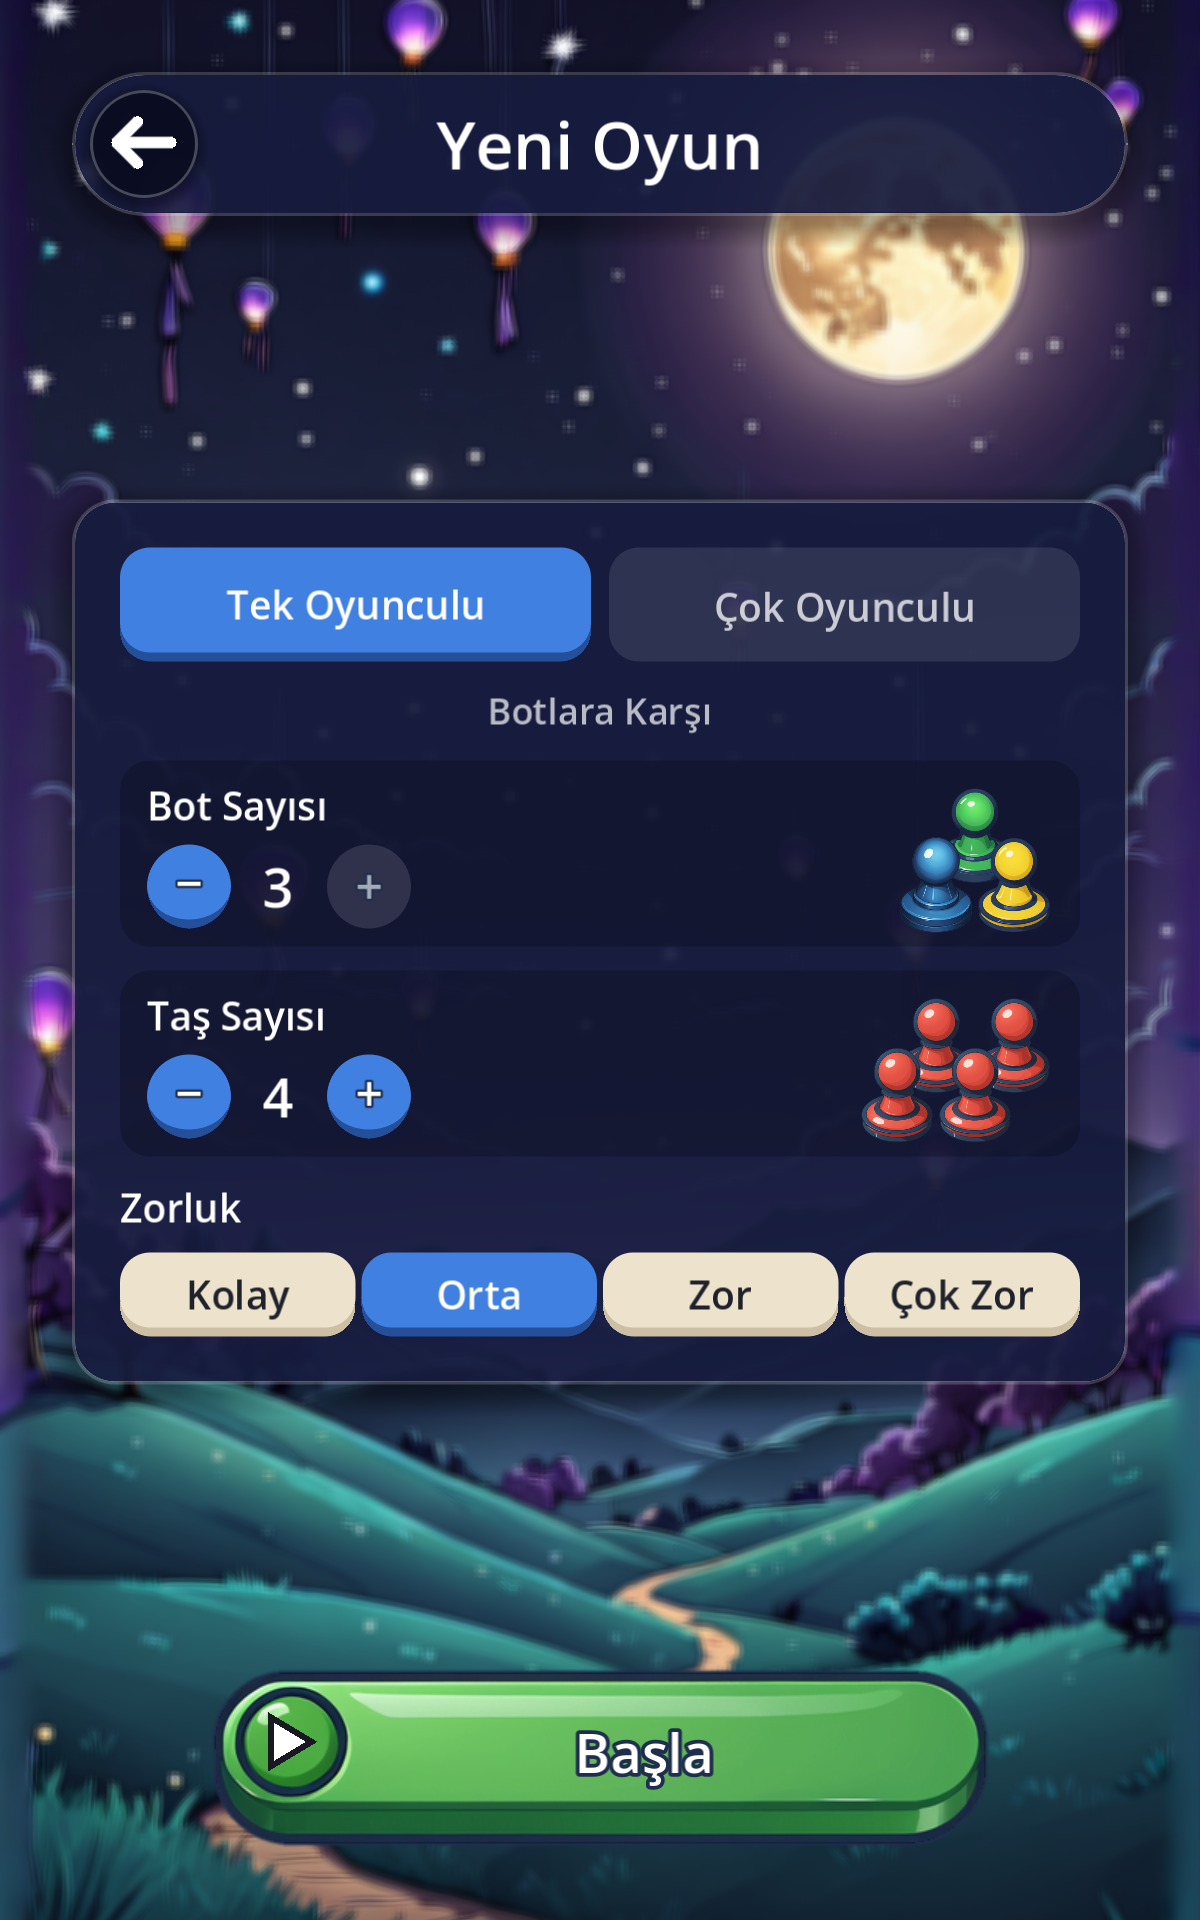 Yeni Oyun
Tek Oyunculu
Çok Oyunculu
Botlara Karşı
Bot Sayısı
− 3 +
Taş Sayısı
− 4 +
Zorluk
Kolay
Orta
Zor
Çok Zor
Başla